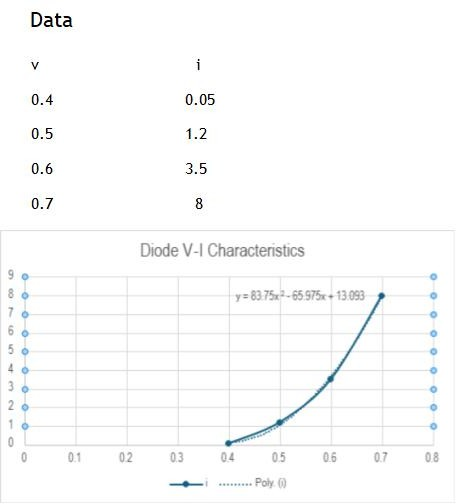 Data
v i
0.4 0.05
0.5 1.2
0.6 3.5
0.7 8
Diode V-I Characteristics
9
8
7
6
5
4
3
2
1
0
y = 83.75x² - 65.975x + 13.093
0 0.1 0.2 0.3 0.4 0.5 0.6 0.7 0.8
i Poly. (i)